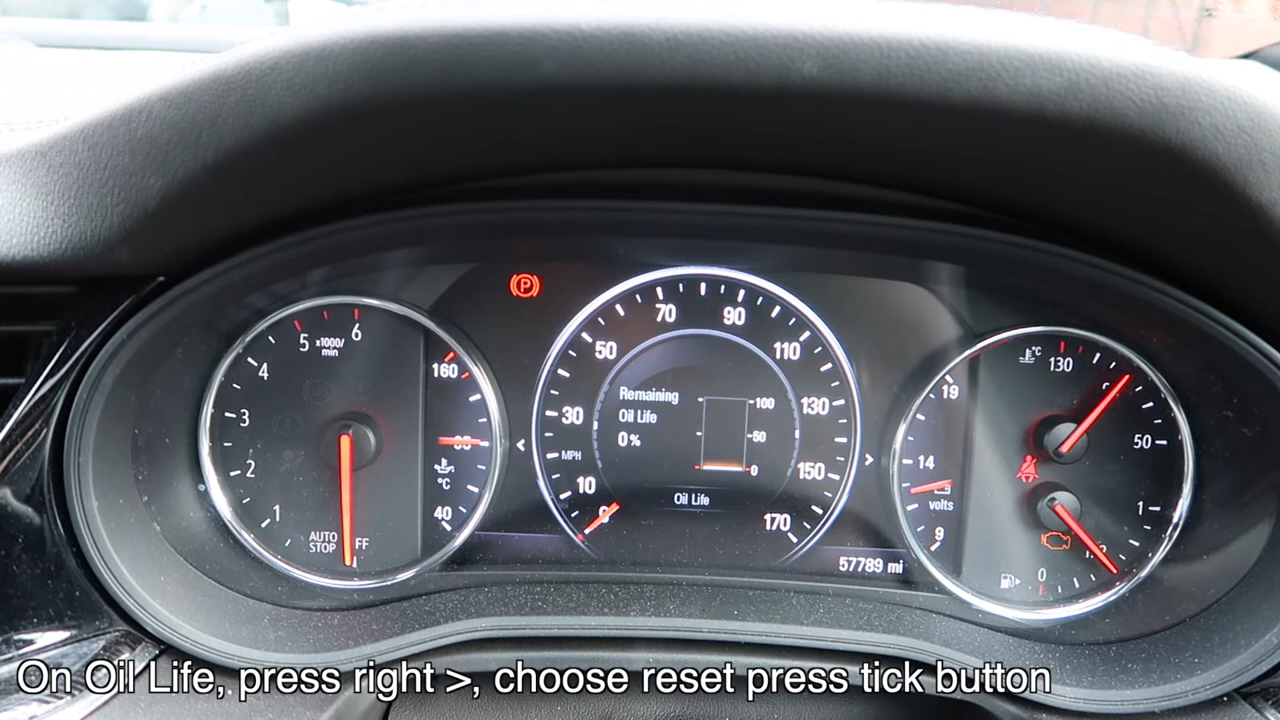 5 x1000/ min 6
4
3
2
1
AUTO
STOP
FF
160
°C
40
P
70 90
50 110
30 130
MPH
10 150
170
Remaining
Oil Life
0 %
100
50
0
Oil Life
<
>
57789 mi
°C
130
19
50
14
volts
9
1
0
On Oil Life, press right >, choose reset press tick button